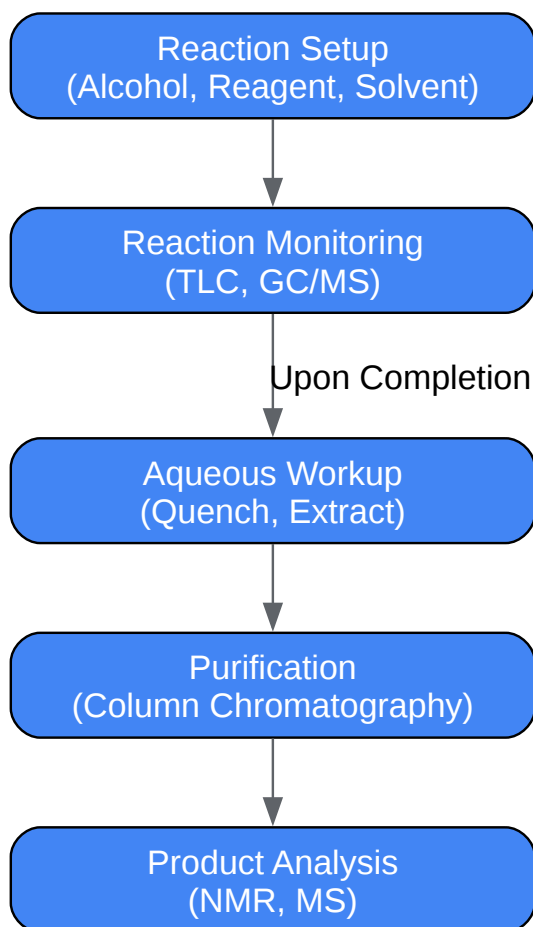 Reaction Setup
(Alcohol, Reagent, Solvent)
Reaction Monitoring
(TLC, GC/MS)
Upon Completion
Aqueous Workup
(Quench, Extract)
Purification
(Column Chromatography)
Product Analysis
(NMR, MS)